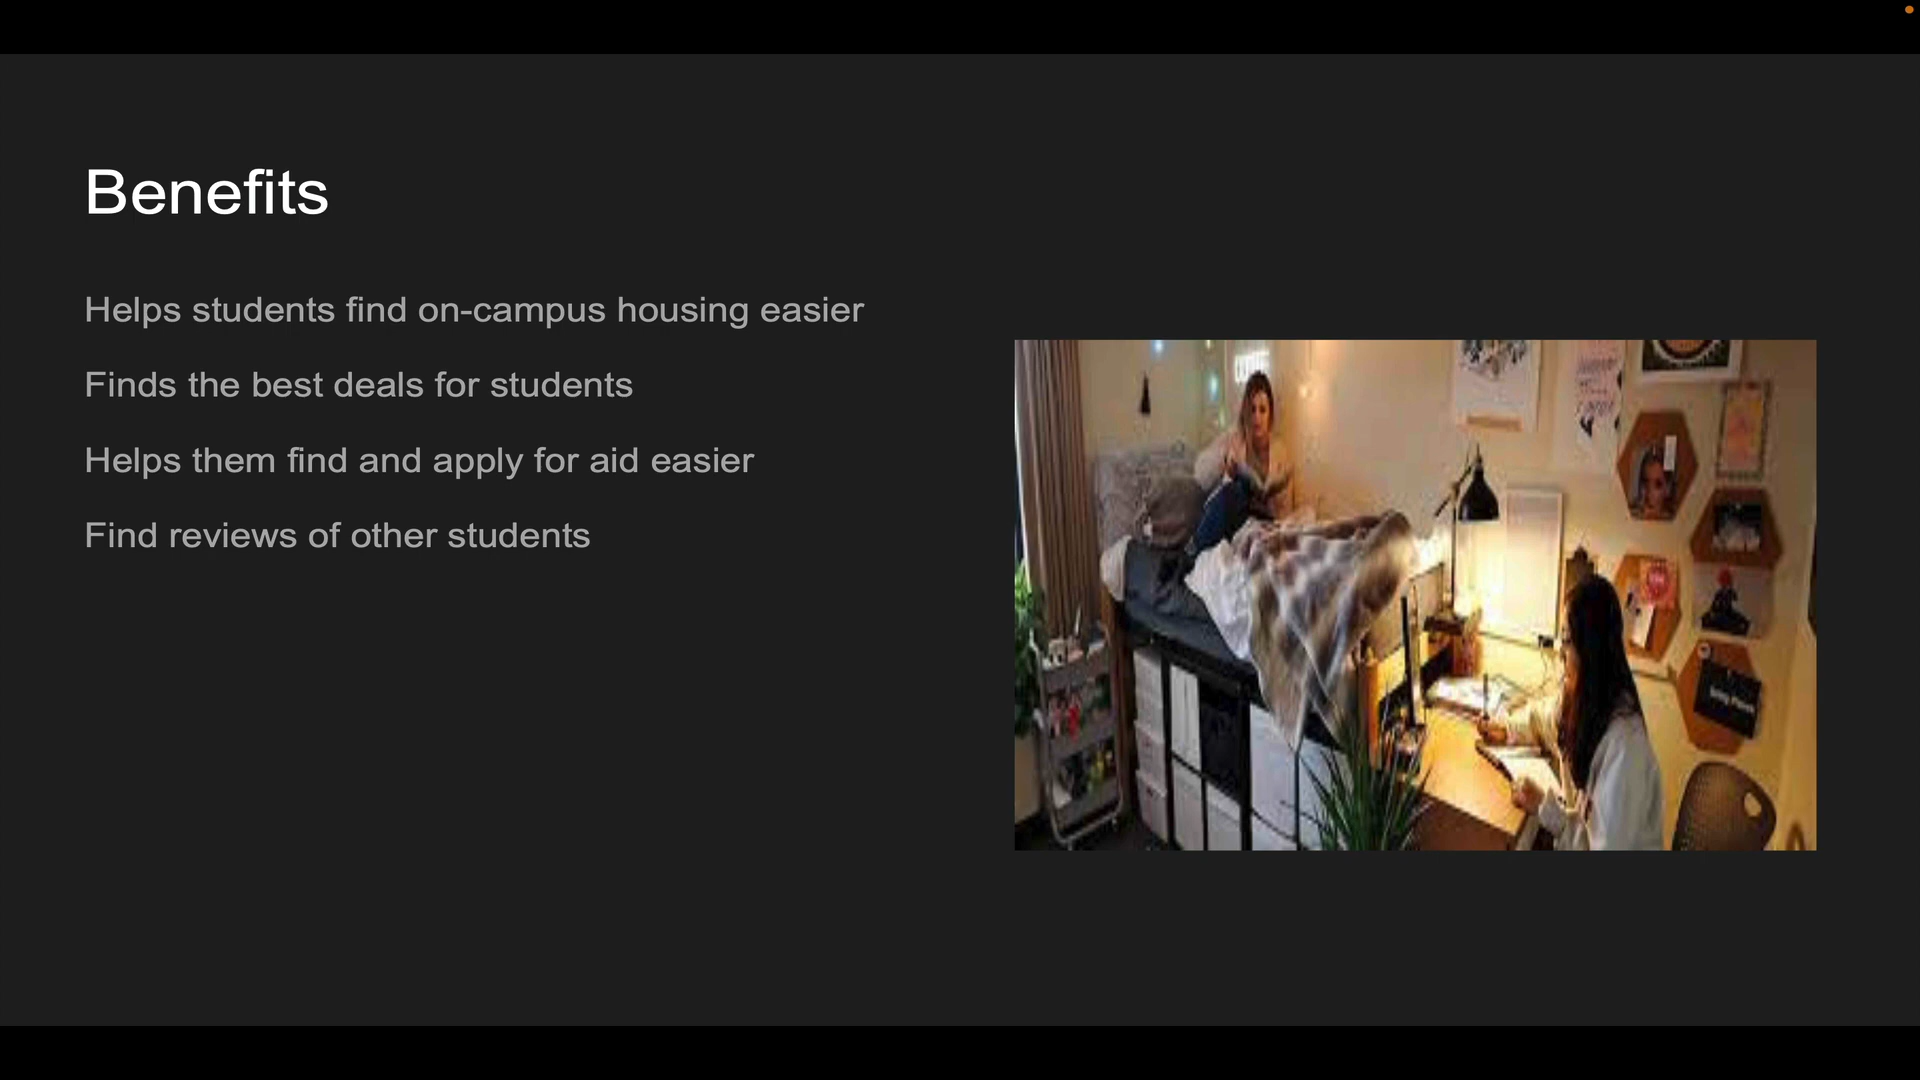 Benefits
Helps students find on-campus housing easier
Finds the best deals for students
Helps them find and apply for aid easier
Find reviews of other students